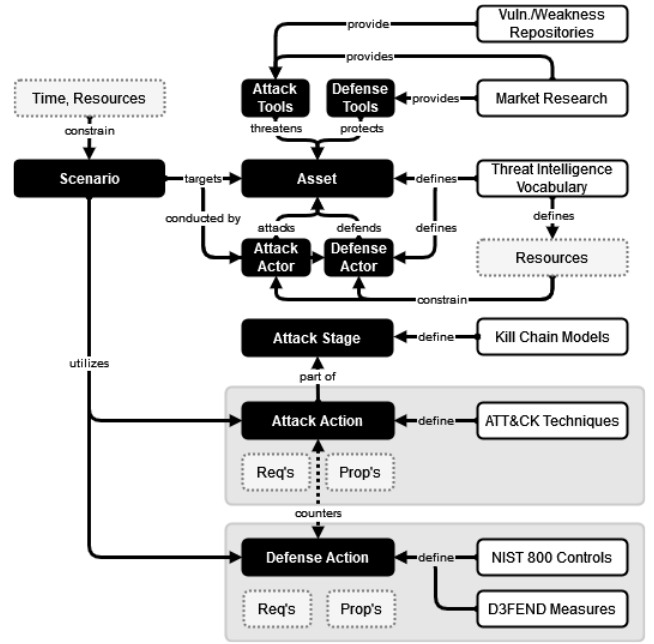 Vuln./Weakness
Repositories
provide
provides
Time, Resources
Attack
Tools
Defense
Tools
provides
Market Research
constrain
threatens
protects
Scenario
targets
Asset
defines
Threat Intelligence
Vocabulary
conducted by
attacks
defends
defines
defines
Attack
Actor
Defense
Actor
Resources
constrain
Attack Stage
define
Kill Chain Models
utilizes
part of
Attack Action
define
ATT&CK Techniques
Req's
Prop's
counters
Defense Action
define
NIST 800 Controls
Req's
Prop's
D3FEND Measures